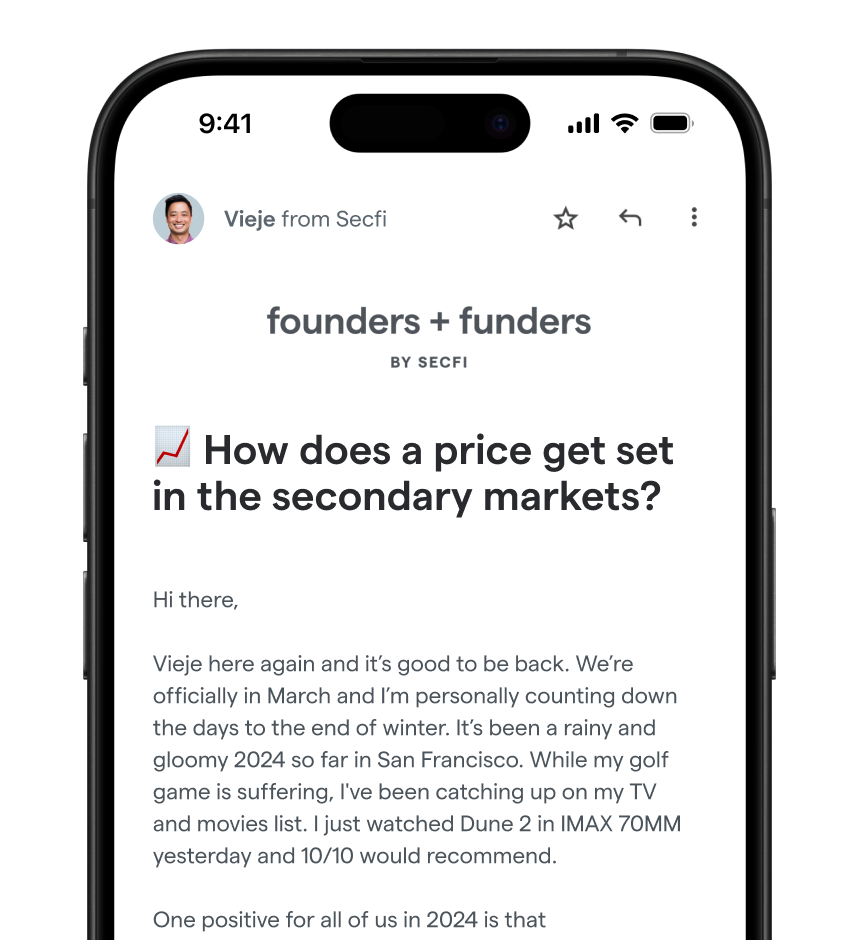 9:41
Vieje from Secfi
founders + funders
BY SECFI
📈 How does a price get set
in the secondary markets?
Hi there,
Vieje here again and it’s good to be back. We’re
officially in March and I’m personally counting down
the days to the end of winter. It’s been a rainy and
gloomy 2024 so far in San Francisco. While my golf
game is suffering, I've been catching up on my TV
and movies list. I just watched Dune 2 in IMAX 70MM
yesterday and 10/10 would recommend.
One positive for all of us in 2024 is that